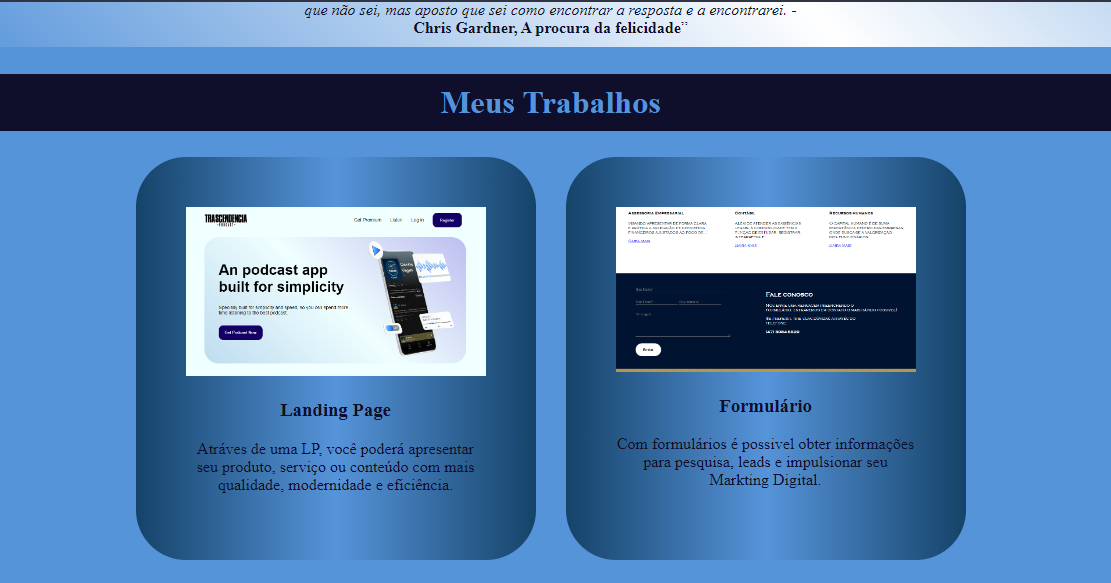 que não sei, mas aposto que sei como encontrar a resposta e a encontrarei. -
Chris Gardner, A procura da felicidade”
Meus Trabalhos
TRASCENDENCIA
PODCAST
Get Premium Listen Log in Register
An podcast app
built for simplicity
Specially built for simplicity and speed, so you can spend more
time listening to the best podcast.
Get Podcast Now
Landing Page
Atráves de uma LP, você poderá apresentar
seu produto, serviço ou conteúdo com mais
qualidade, modernidade e eficiência.
Assessoria Empresarial
Contábil
Recursos humanos
Fale conosco
Enviar
Formulário
Com formulários é possivel obter informações
para pesquisa, leads e impulsionar seu
Markting Digital.